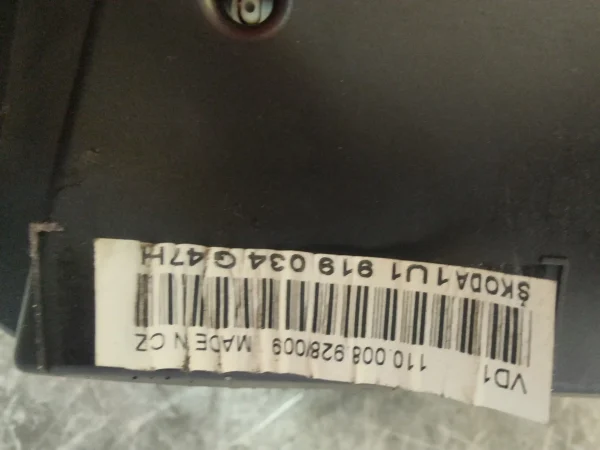 VD1 110.008.928/009 MADE IN CZ
ŠKODA 1U1 919 034 G 47H